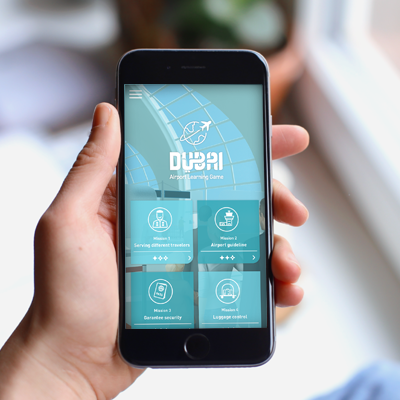 DUBAI
Airport Learning Game
Mission 1
Serving different travelers
Mission 2
Airport guideline
Mission 3
Guarantee security
Mission 4
Luggage control